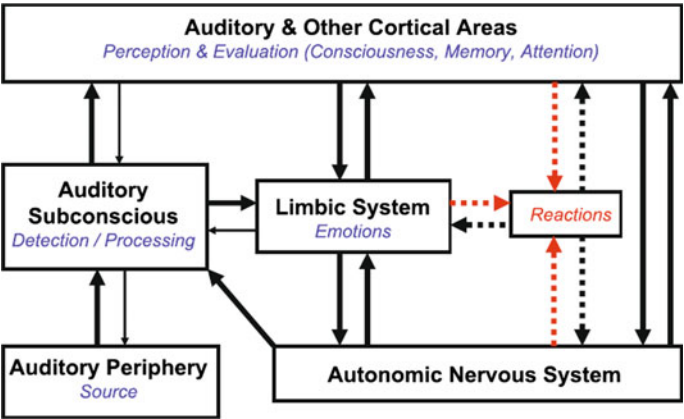 Auditory & Other Cortical Areas
Perception & Evaluation (Consciousness, Memory, Attention)
Auditory
Subconscious
Detection / Processing
Limbic System
Emotions
Reactions
Auditory Periphery
Source
Autonomic Nervous System